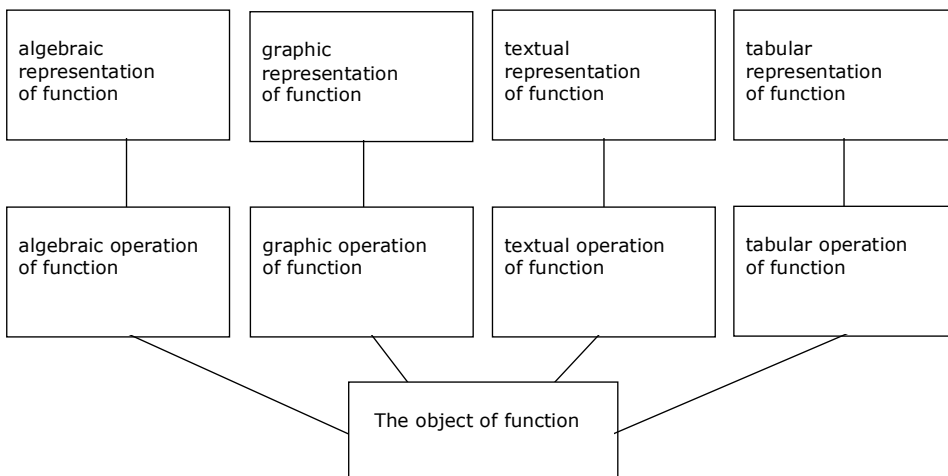 algebraic
representation
of function
graphic
representation
of function
textual
representation
of function
tabular
representation
of function
algebraic operation
of function
graphic operation
of function
textual operation
of function
tabular operation
of function
The object of function